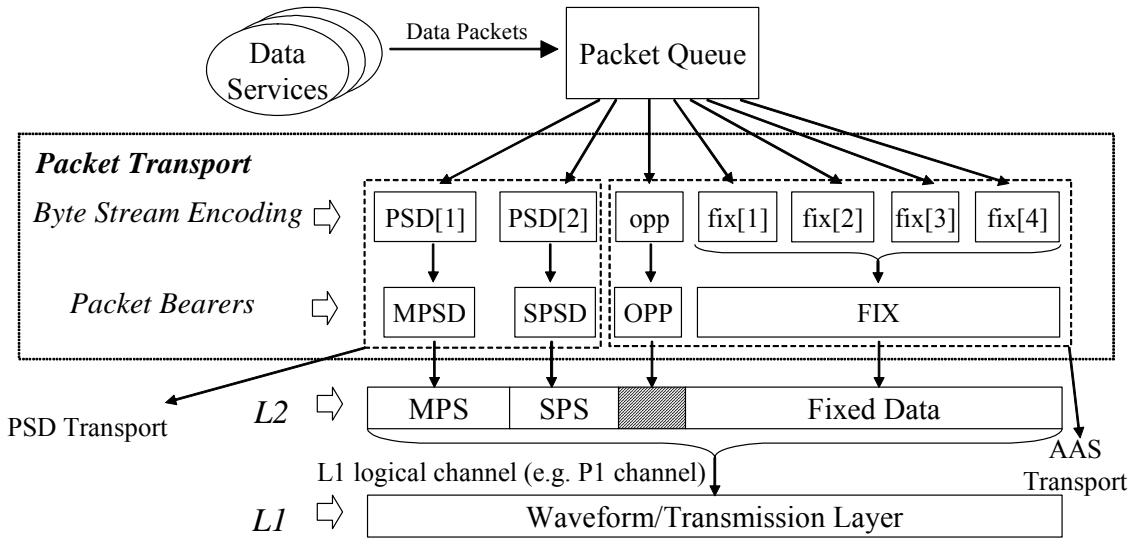 Data Services
Data Packets
Packet Queue
Packet Transport
Byte Stream Encoding
PSD[1]
PSD[2]
opp
fix[1]
fix[2]
fix[3]
fix[4]
Packet Bearers
MPSD
SPSD
OPP
FIX
PSD Transport
L2
MPS
SPS
Fixed Data
AAS
Transport
L1 logical channel (e.g. P1 channel)
L1
Waveform/Transmission Layer